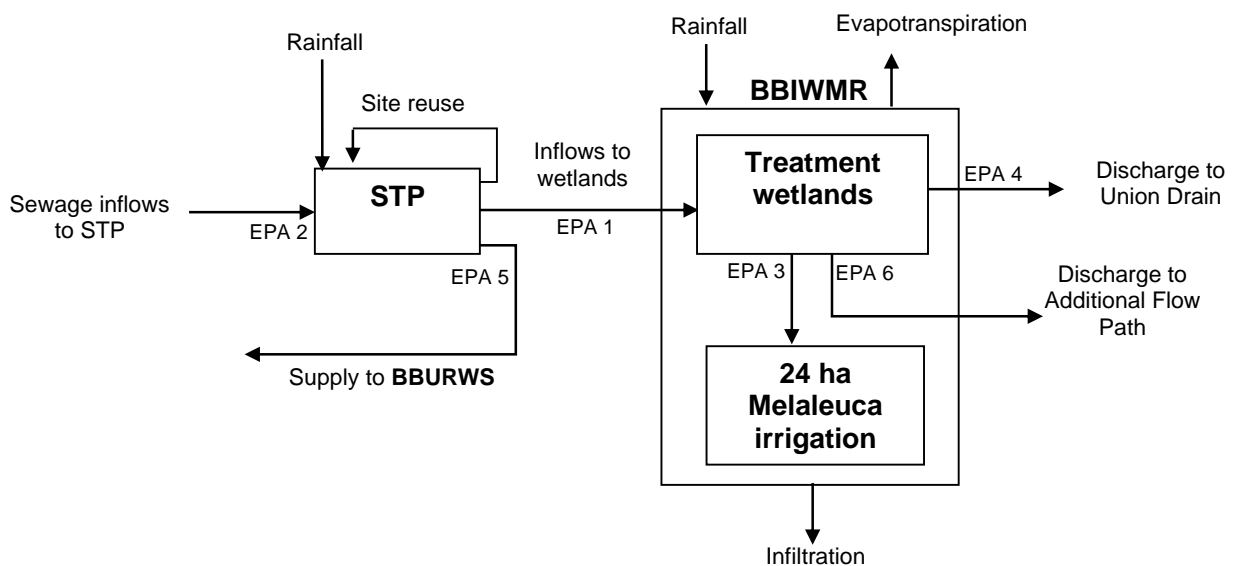 Rainfall
Site reuse
Sewage inflows
to STP
EPA 2
STP
Inflows to
wetlands
EPA 1
EPA 5
Supply to BBURWS
Rainfall
Evapotranspiration
BBIWMR
Treatment
wetlands
EPA 4
Discharge to
Union Drain
EPA 3
EPA 6
Discharge to
Additional Flow
Path
24 ha
Melaleuca
irrigation
Infiltration